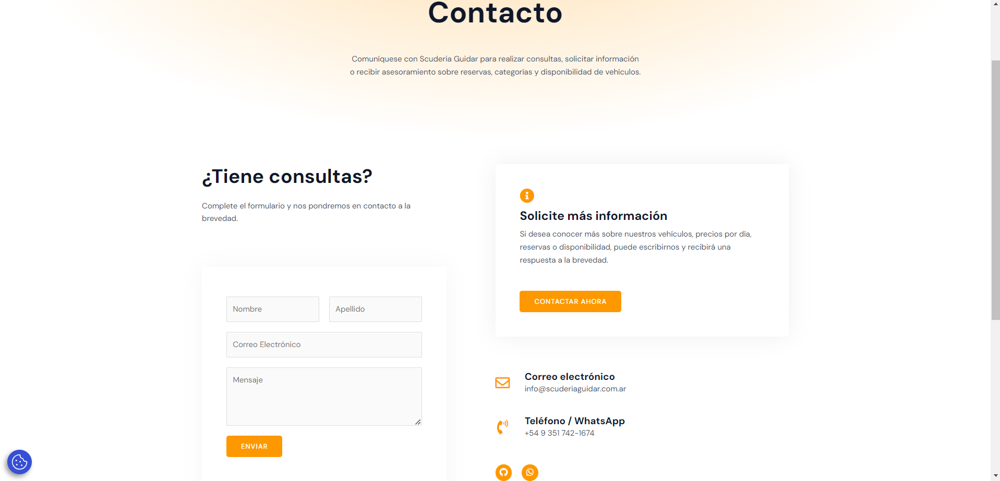 Contacto
Comuníquese con Scuderia Guidar para realizar consultas, solicitar información
o recibir asesoramiento sobre reservas, categorías y disponibilidad de vehículos.
¿Tiene consultas?
Complete el formulario y nos pondremos en contacto a la
brevedad.
Nombre
Apellido
Correo Electrónico
Mensaje
ENVIAR
Solicite más información
Si desea conocer más sobre nuestros vehículos, precios por día,
reservas o disponibilidad, puede escribirnos y recibirá una
respuesta a la brevedad.
CONTACTAR AHORA
Correo electrónico
info@scuderiaguidar.com.ar
Teléfono / WhatsApp
+54 9 351 742-1674